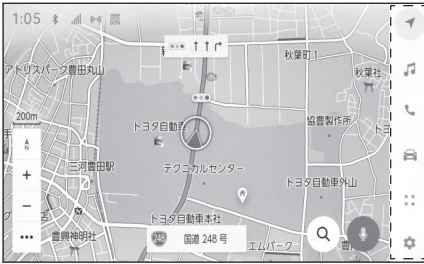 1:05
DCM
秋葉町1
アトリスパーク豊田丸山
秋葉社
200m
トヨタ自動車
協豊製作所
N
三河豊田駅
テクニカルセンター
トヨタ自動車外山
トヨタ自動車本社
豊興神明社
248
国道 248 号
エムパーク